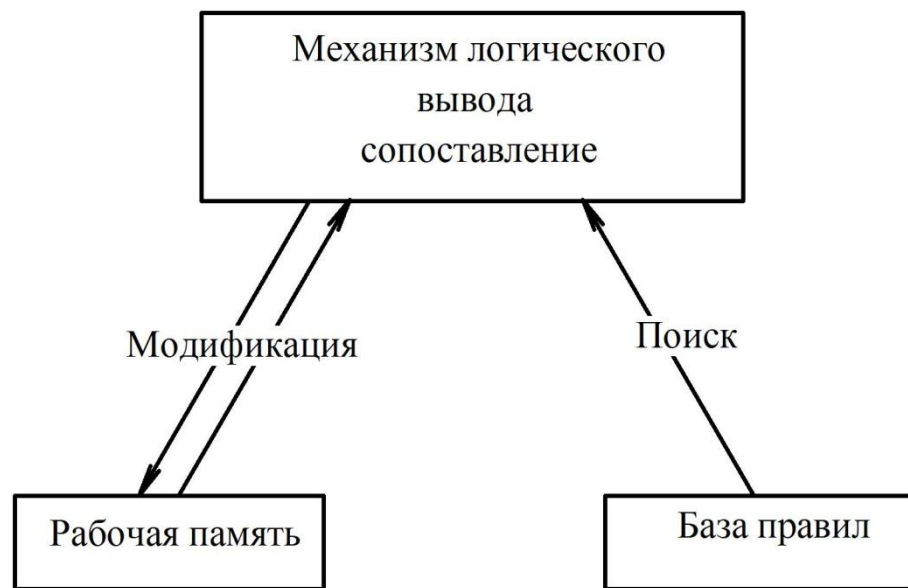 Механизм логического
вывода
сопоставление
Модификация
Поиск
Рабочая память
База правил